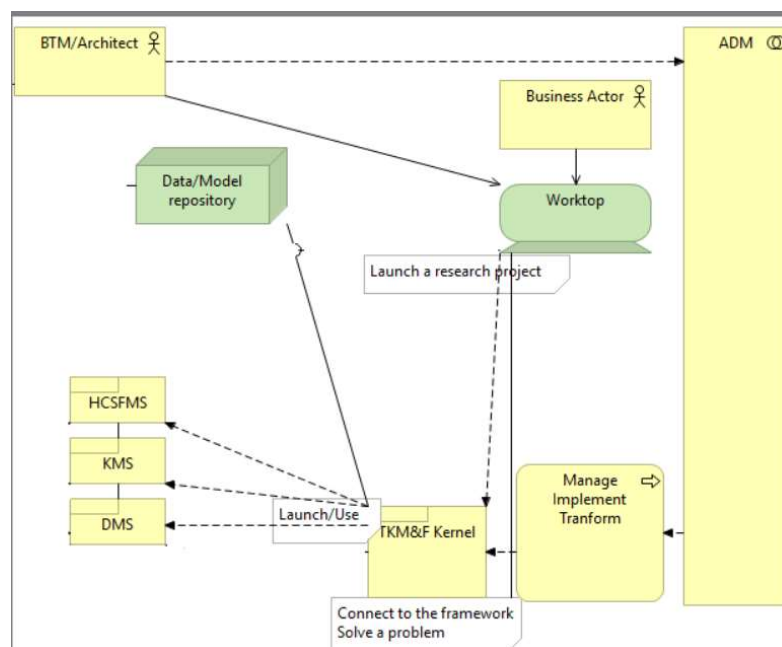 BTM/Architect
ADM
Business Actor
Data/Model
repository
Worktop
Launch a research project
HCSFMS
KMS
DMS
Launch/Use
TKM&F Kernel
Manage
Implement
Tranform
Connect to the framework
Solve a problem